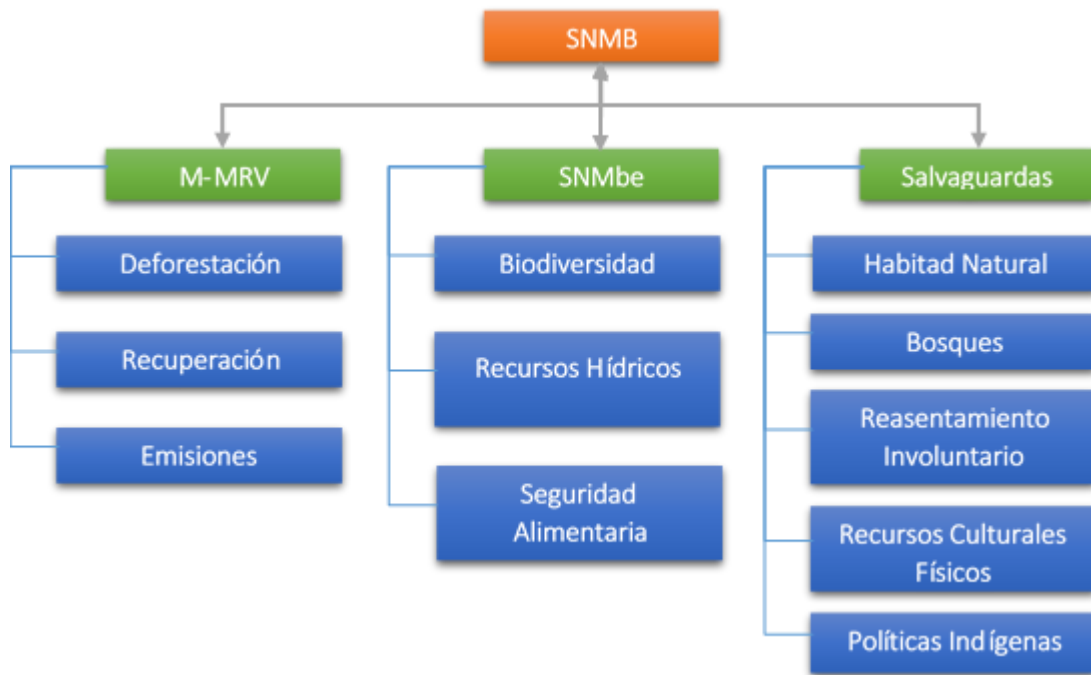 SNMB
M-MRV
Deforestación
Recuperación
Emisiones
SNMbe
Biodiversidad
Recursos Hídricos
Seguridad
Alimentaria
Salvaguardas
Habitad Natural
Bosques
Reasentamiento
Involuntario
Recursos Culturales
Físicos
Políticas Indígenas